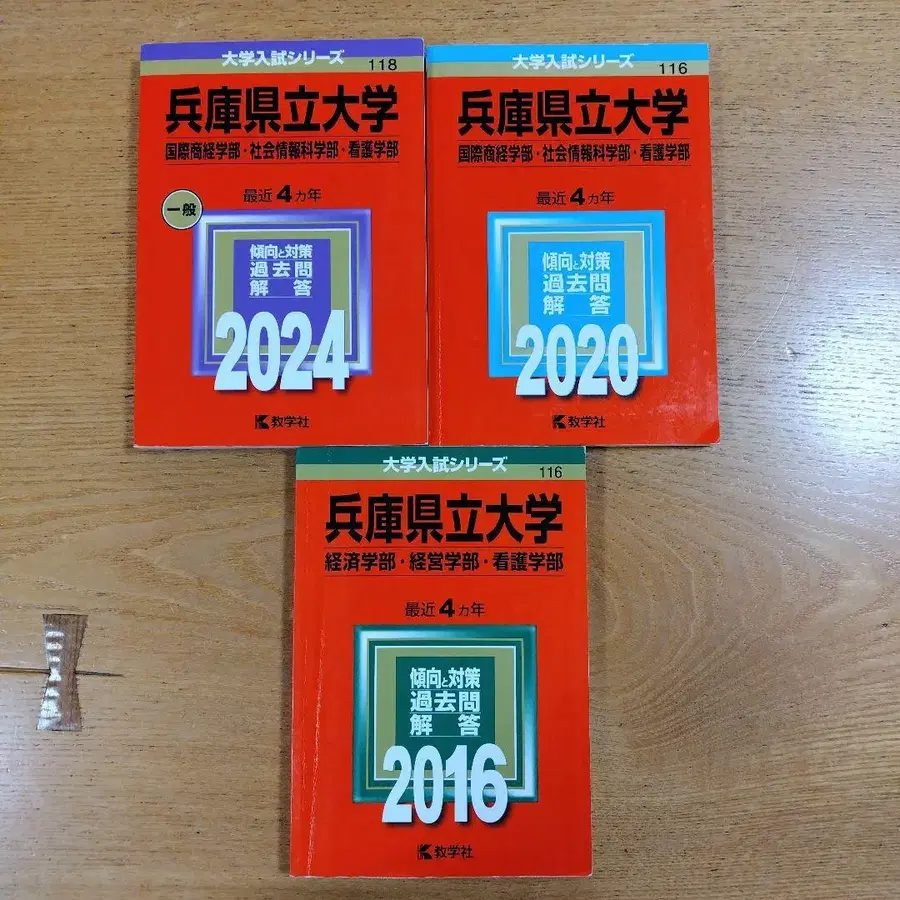 大学入試シリーズ
118
兵庫県立大学
国際商経学部・社会情報科学部・看護学部
最近4カ年
一般
傾向と対策
過去問
解答
2024
教学社
大学入試シリーズ
116
兵庫県立大学
国際商経学部・社会情報科学部・看護学部
最近4カ年
傾向と対策
過去問
解答
2020
教学社
大学入試シリーズ
116
兵庫県立大学
経済学部・経営学部・看護学部
最近4カ年
傾向と対策
過去問
解答
2016
教学社